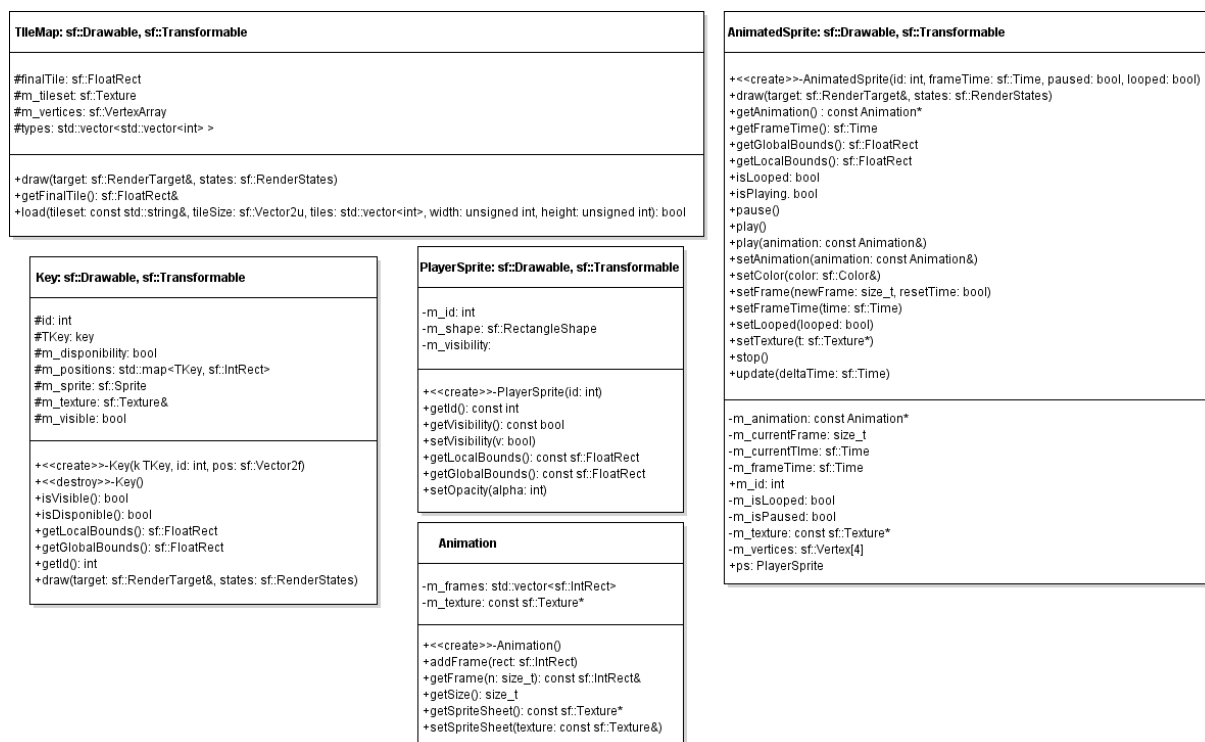 TIleMap: sf::Drawable, sf::Transformable
#finalTile: sf::FloatRect
#m_tileset: sf::Texture
#m_vertices: sf::VertexArray
#types: std::vector<std::vector<int> >
+draw(target: sf::RenderTarget&, states: sf::RenderStates)
+getFinalTile(): sf::FloatRect&
+load(tileset: const std::string&, tileSize: sf::Vector2u, tiles: std::vector<int>, width: unsigned int, height: unsigned int): bool
Key: sf::Drawable, sf::Transformable
#id: int
#TKey: key
#m_disponibility: bool
#m_positions: std::map<TKey, sf::IntRect>
#m_sprite: sf::Sprite
#m_texture: sf::Texture&
#m_visible: bool
+<<create>>-Key(k TKey, id: int, pos: sf::Vector2f)
+<<destroy>>-Key()
+isVisible(): bool
+isDisponible(): bool
+getLocalBounds(): sf::FloatRect
+getGlobalBounds(): sf::FloatRect
+getId(): int
+draw(target: sf::RenderTarget&, states: sf::RenderStates)
PlayerSprite: sf::Drawable, sf::Transformable
-m_id: int
-m_shape: sf::RectangleShape
-m_visibility:
+<<create>>-PlayerSprite(id: int)
+getId(): const int
+getVisibility(): const bool
+setVisibility(v: bool)
+getLocalBounds(): const sf::FloatRect
+getGlobalBounds(): const sf::FloatRect
+setOpacity(alpha: int)
Animation
-m_frames: std::vector<sf::IntRect>
-m_texture: const sf::Texture*
+<<create>>-Animation()
+addFrame(rect: sf::IntRect)
+getFrame(n: size_t): const sf::IntRect&
+getSize(): size_t
+getSpriteSheet(): const sf::Texture*
+setSpriteSheet(texture: const sf::Texture&)
AnimatedSprite: sf::Drawable, sf::Transformable
+<<create>>-AnimatedSprite(id: int, frameTime: sf::Time, paused: bool, looped: bool)
+draw(target: sf::RenderTarget&, states: sf::RenderStates)
+getAnimation() : const Animation*
+getFrameTime(): sf::Time
+getGlobalBounds(): sf::FloatRect
+getLocalBounds(): sf::FloatRect
+isLooped: bool
+isPlaying. bool
+pause()
+play()
+play(animation: const Animation&)
+setAnimation(animation: const Animation&)
+setColor(color: sf::Color&)
+setFrame(newFrame: size_t, resetTime: bool)
+setFrameTime(time: sf::Time)
+setLooped(looped: bool)
+setTexture(t: sf::Texture*)
+stop()
+update(deltaTime: sf::Time)
-m_animation: const Animation*
-m_currentFrame: size_t
-m_currentTIme: sf::Time
-m_frameTime: sf::Time
+m_id: int
-m_isLooped: bool
-m_isPaused: bool
-m_texture: const sf::Texture*
-m_vertices: sf::Vertex[4]
+ps: PlayerSprite